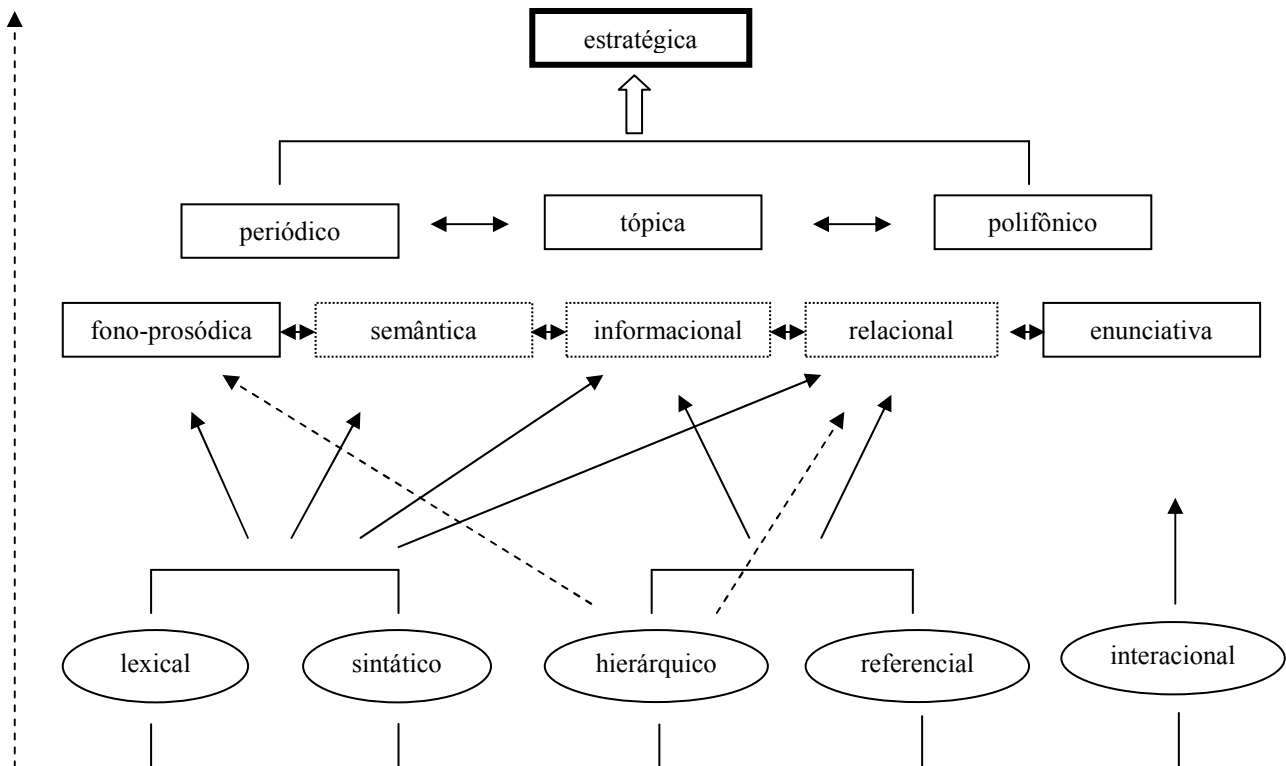 estratégica
periódico
tópica
polifônico
fono-prosódica
semântica
informacional
relacional
enunciativa
lexical
sintático
hierárquico
referencial
interacional